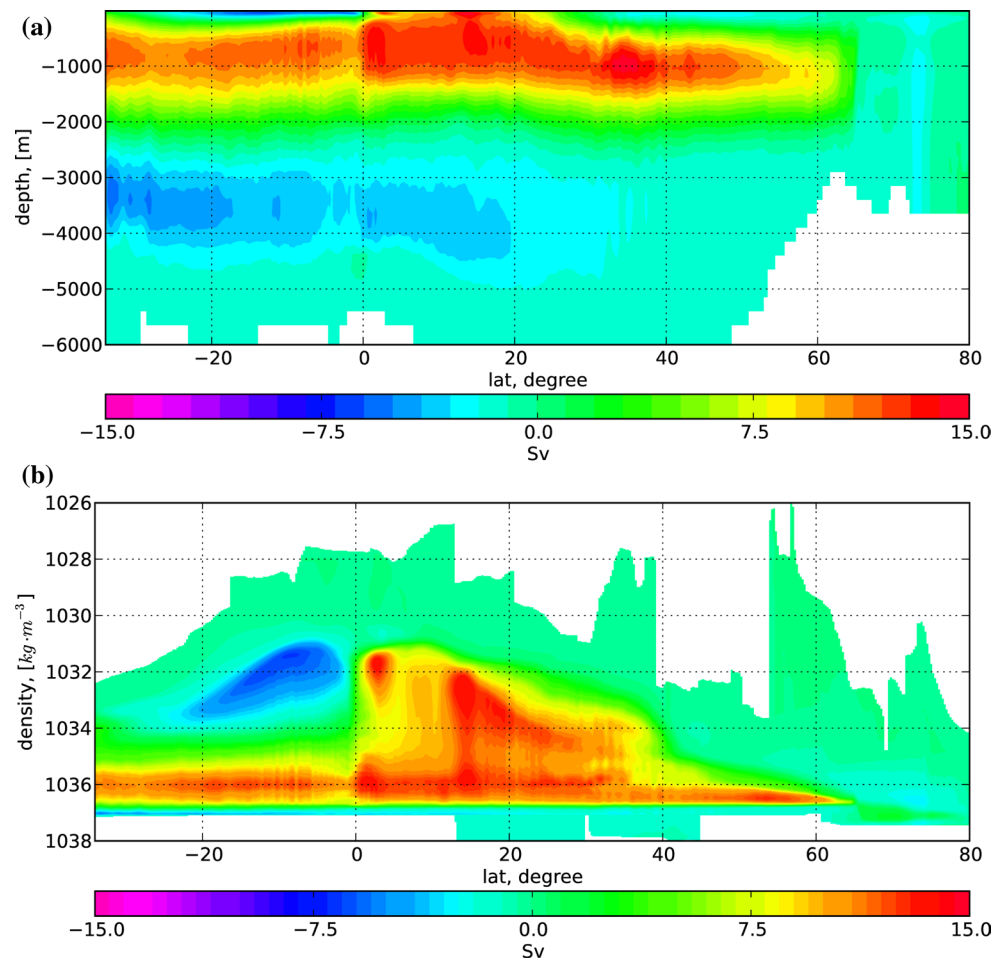 (a)
−1000
−2000
−3000
−4000
−5000
−6000
depth, [m]
−20 0 20 40 60 80
lat, degree
−15.0 −7.5 0.0 7.5 15.0
Sv
(b)
1026
1028
1030
1032
1034
1036
1038
density, [kg·m⁻³]
−20 0 20 40 60 80
lat, degree
−15.0 −7.5 0.0 7.5 15.0
Sv